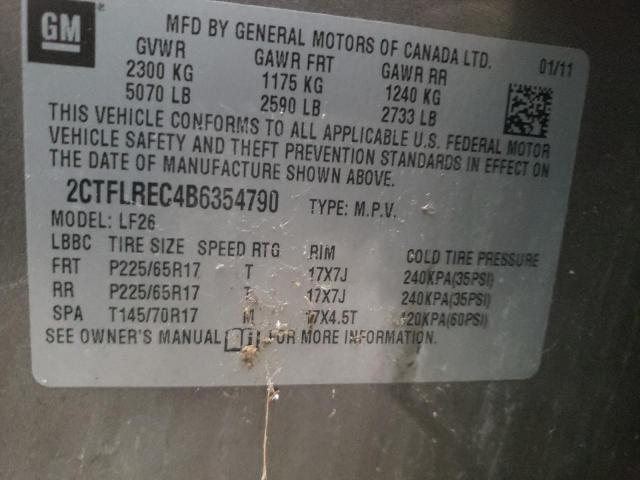 GM
MFD BY GENERAL MOTORS OF CANADA LTD.
GVWR GAWR FRT GAWR RR 01/11
2300 KG 1175 KG 1240 KG
5070 LB 2590 LB 2733 LB
THIS VEHICLE CONFORMS TO ALL APPLICABLE U.S. FEDERAL MOTOR
VEHICLE SAFETY AND THEFT PREVENTION STANDARDS IN EFFECT ON
THE DATE OF MANUFACTURE SHOWN ABOVE.
2CTFLREC4B6354790 TYPE: M.P.V.
MODEL: LF26
LBBC TIRE SIZE SPEED RTG RIM COLD TIRE PRESSURE
FRT P225/65R17 T 17X7J 240KPA(35PSI)
RR P225/65R17 T 17X7J 240KPA(35PSI)
SPA T145/70R17 M 17X4.5T 420KPA(60PSI)
SEE OWNER'S MANUAL FOR MORE INFORMATION.